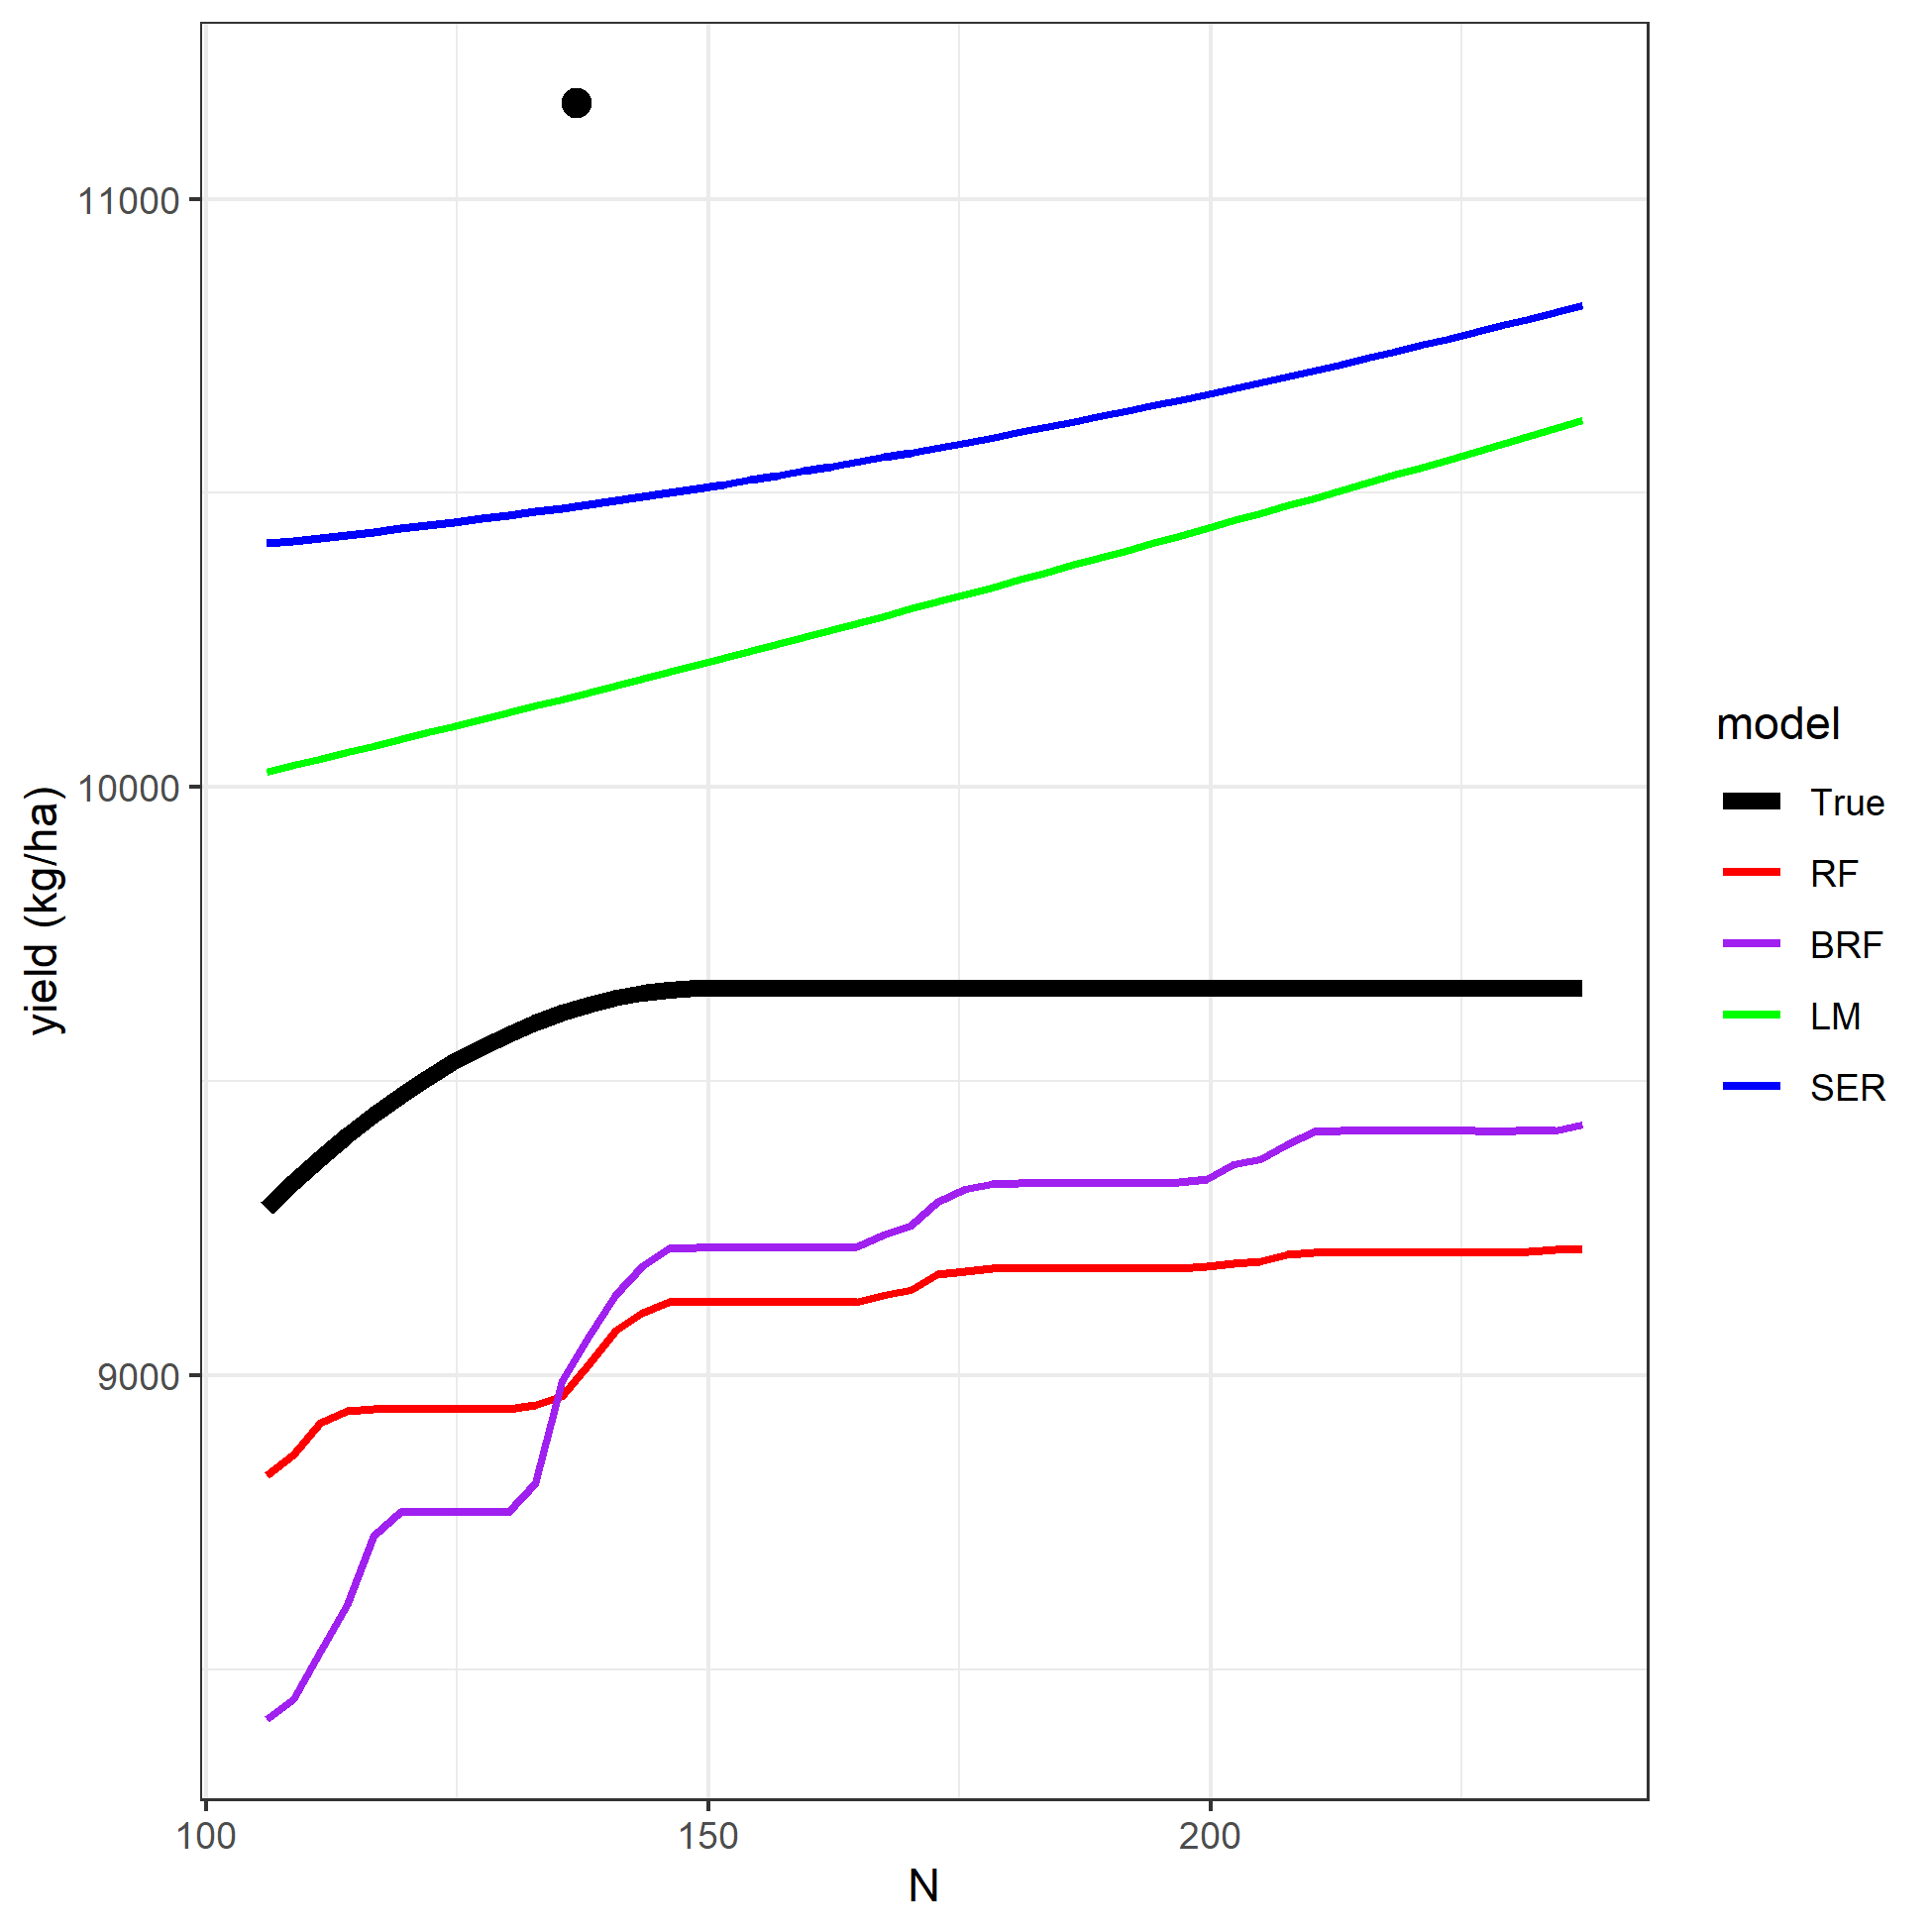 11000
10000
9000
yield (kg/ha)
100
150
200
N
model
True
RF
BRF
LM
SER